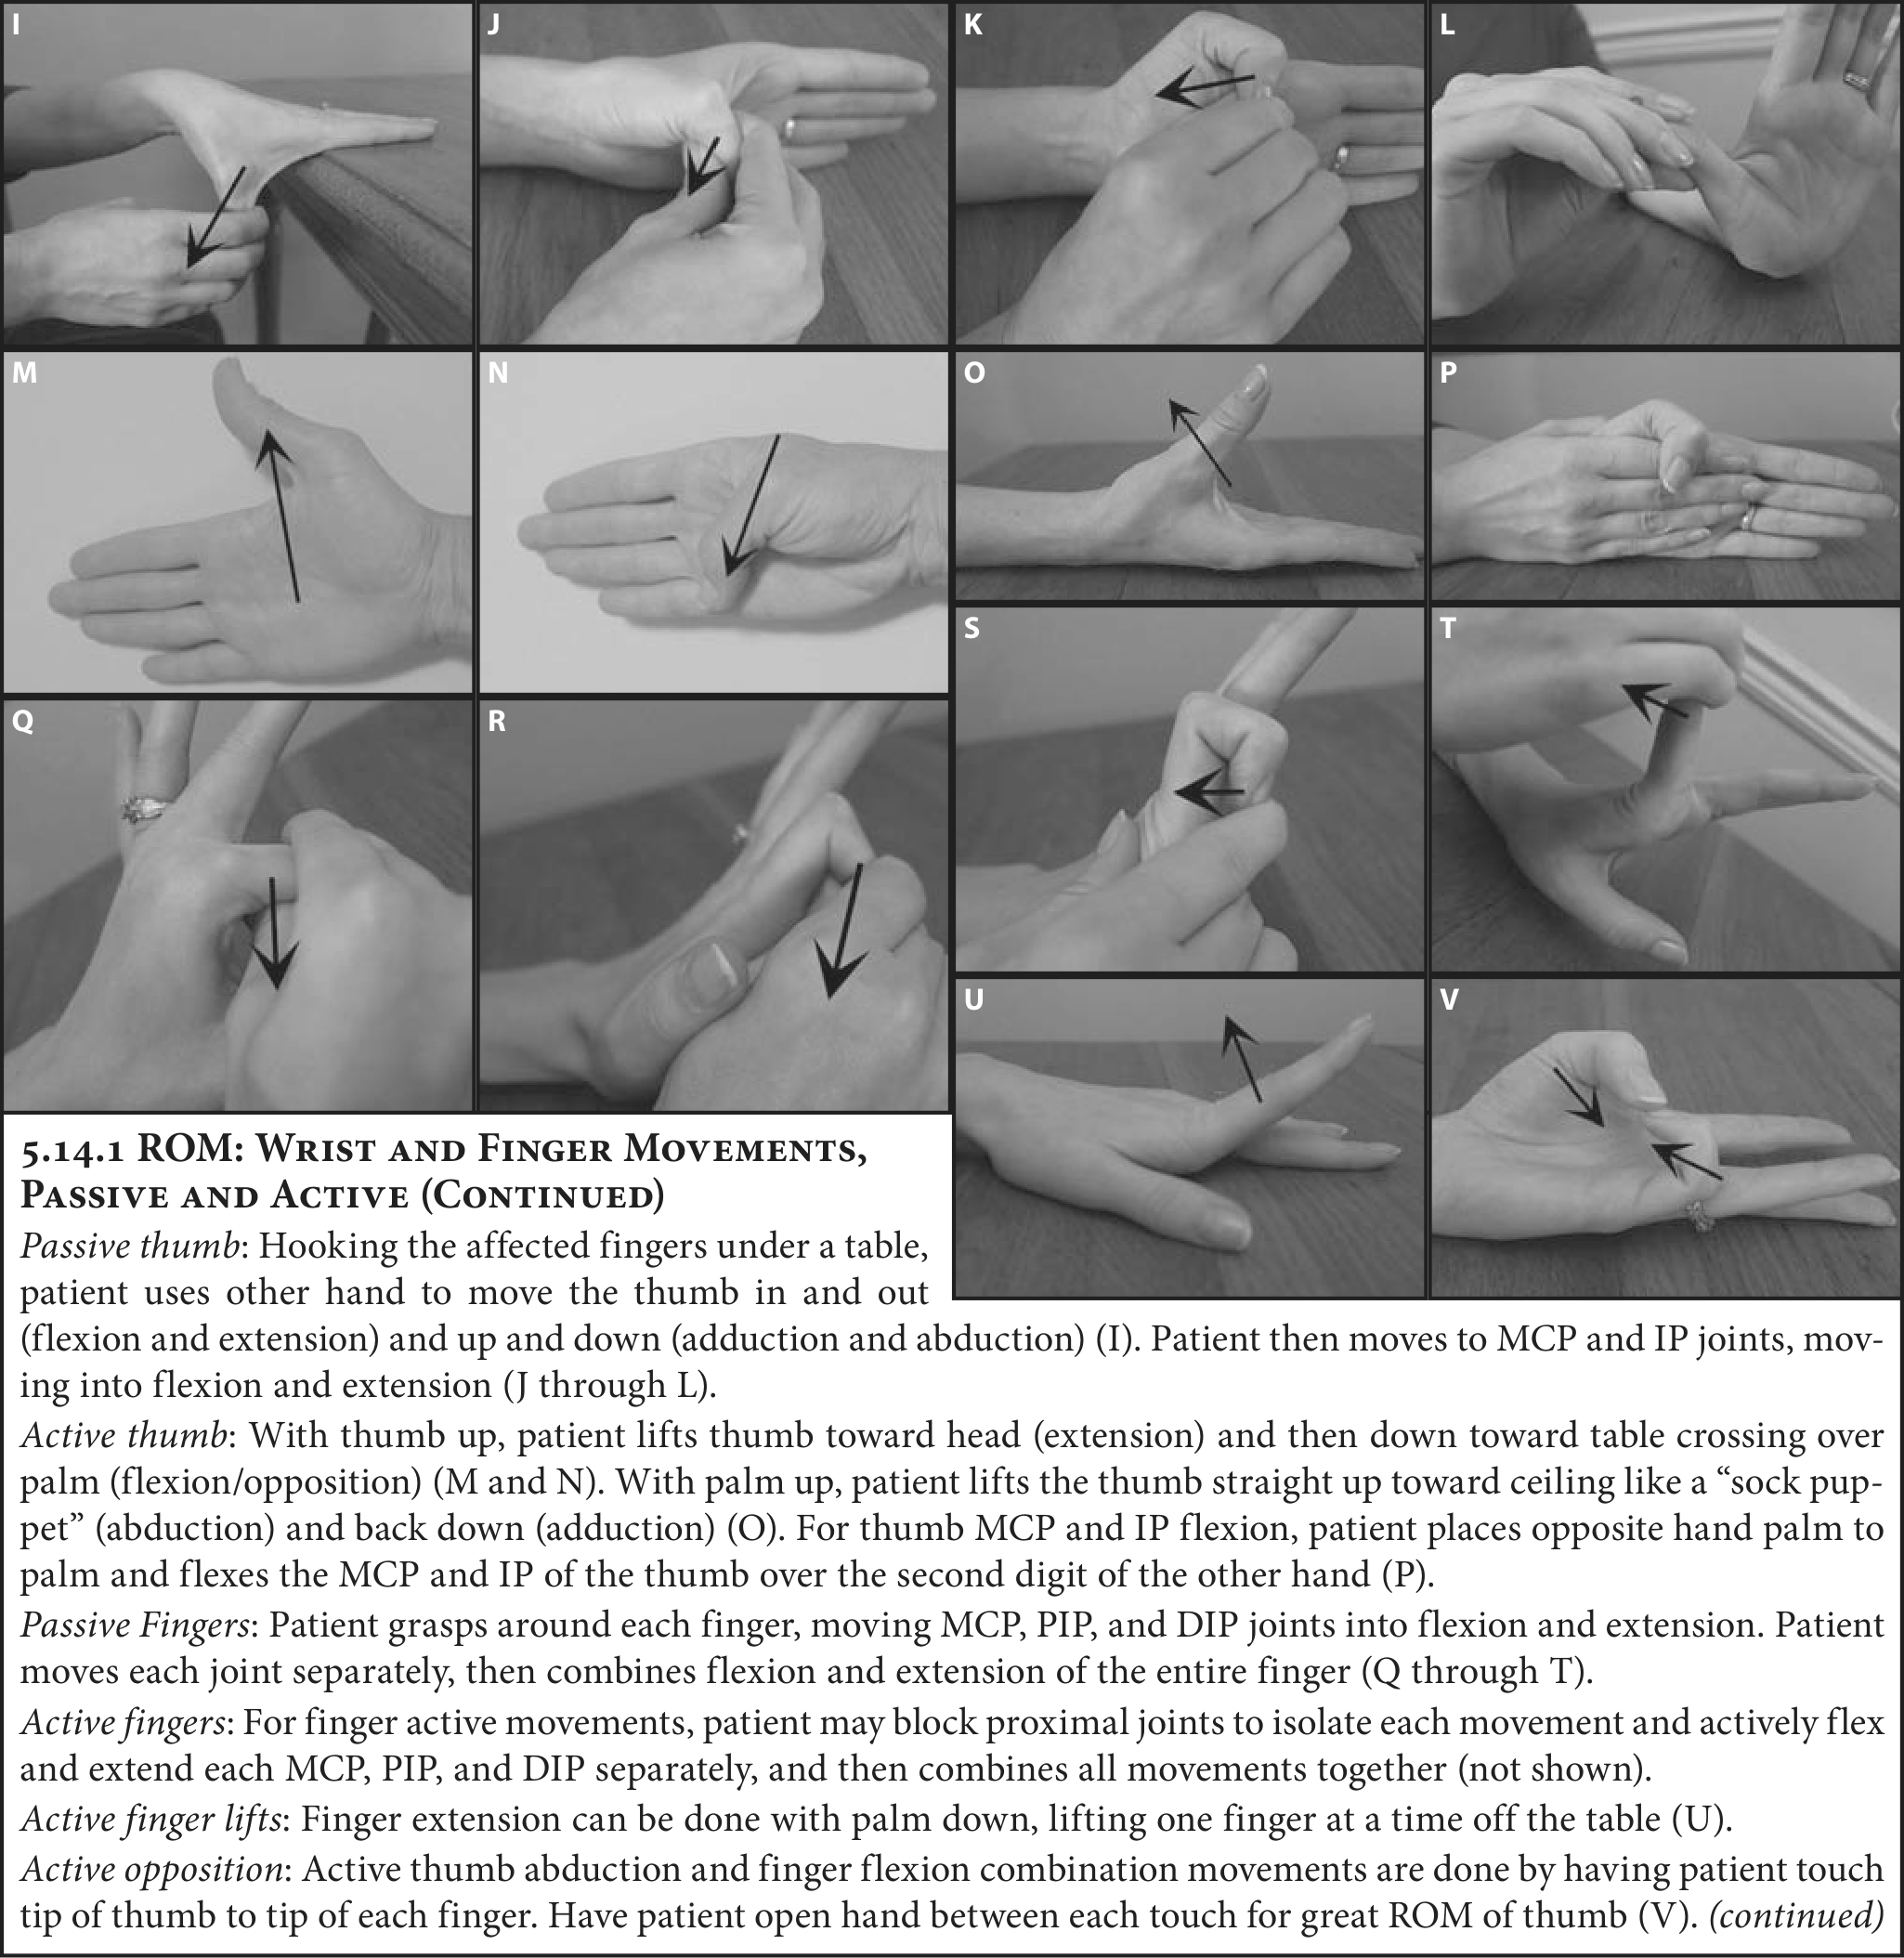 I
J
K
L
M
N
O
P
S
T
Q
R
U
V
5.14.1 ROM: Wrist and Finger Movements,
Passive and Active (Continued)
Passive thumb: Hooking the affected fingers under a table,
patient uses other hand to move the thumb in and out
(flexion and extension) and up and down (adduction and abduction) (I). Patient then moves to MCP and IP joints, mov-
ing into flexion and extension (J through L).
Active thumb: With thumb up, patient lifts thumb toward head (extension) and then down toward table crossing over
palm (flexion/opposition) (M and N). With palm up, patient lifts the thumb straight up toward ceiling like a “sock pup-
pet” (abduction) and back down (adduction) (O). For thumb MCP and IP flexion, patient places opposite hand palm to
palm and flexes the MCP and IP of the thumb over the second digit of the other hand (P).
Passive Fingers: Patient grasps around each finger, moving MCP, PIP, and DIP joints into flexion and extension. Patient
moves each joint separately, then combines flexion and extension of the entire finger (Q through T).
Active fingers: For finger active movements, patient may block proximal joints to isolate each movement and actively flex
and extend each MCP, PIP, and DIP separately, and then combines all movements together (not shown).
Active finger lifts: Finger extension can be done with palm down, lifting one finger at a time off the table (U).
Active opposition: Active thumb abduction and finger flexion combination movements are done by having patient touch
tip of thumb to tip of each finger. Have patient open hand between each touch for great ROM of thumb (V). (continued)